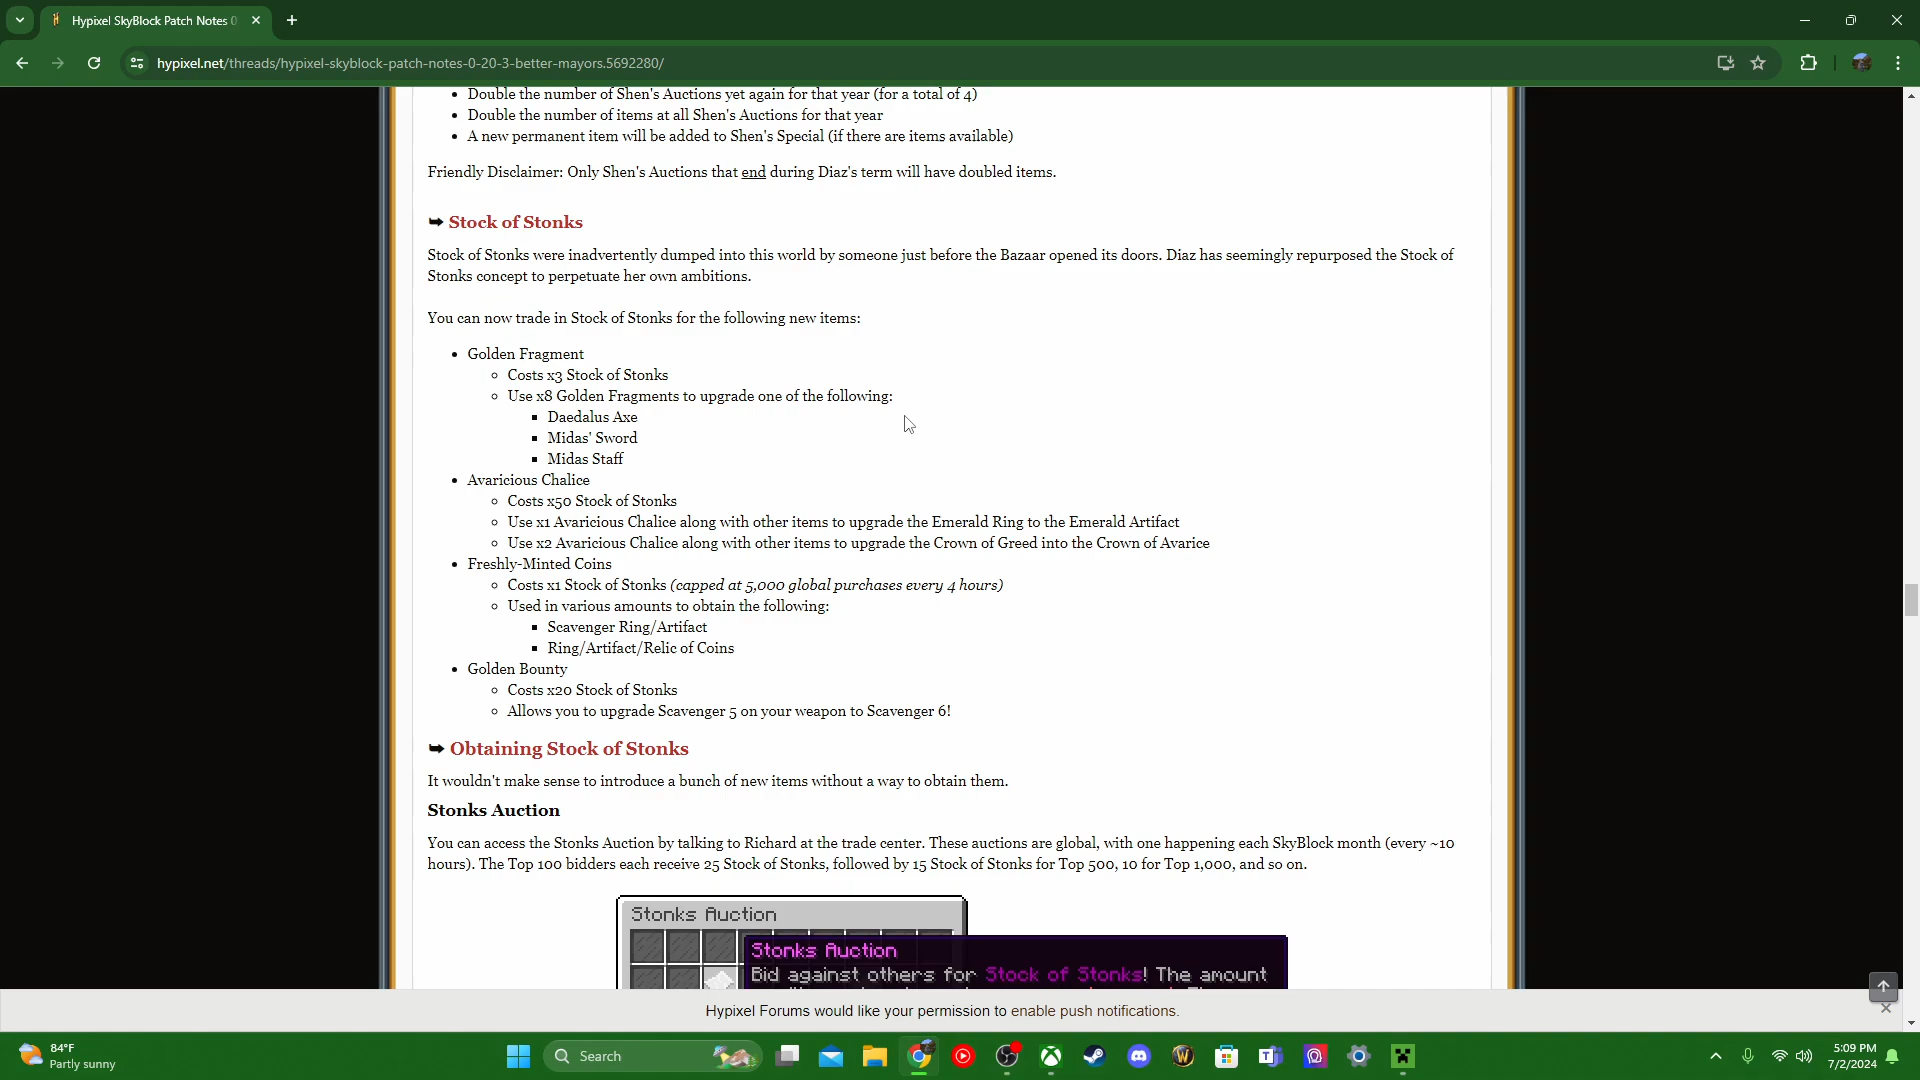 Hypixel SkyBlock Patch Notes 0
hypixel.net/threads/hypixel-skyblock-patch-notes-0-20-3-better-mayors.5692280/
• Double the number of Shen's Auctions yet again for that year (for a total of 4)
• Double the number of items at all Shen's Auctions for that year
• A new permanent item will be added to Shen's Special (if there are items available)
Friendly Disclaimer: Only Shen's Auctions that end during Diaz's term will have doubled items.
➥ Stock of Stonks
Stock of Stonks were inadvertently dumped into this world by someone just before the Bazaar opened its doors. Diaz has seemingly repurposed the Stock of
Stonks concept to perpetuate her own ambitions.
You can now trade in Stock of Stonks for the following new items:
• Golden Fragment
◦ Costs x3 Stock of Stonks
◦ Use x8 Golden Fragments to upgrade one of the following:
▪ Daedalus Axe
▪ Midas' Sword
▪ Midas Staff
• Avaricious Chalice
◦ Costs x50 Stock of Stonks
◦ Use x1 Avaricious Chalice along with other items to upgrade the Emerald Ring to the Emerald Artifact
◦ Use x2 Avaricious Chalice along with other items to upgrade the Crown of Greed into the Crown of Avarice
• Freshly-Minted Coins
◦ Costs x1 Stock of Stonks (capped at 5,000 global purchases every 4 hours)
◦ Used in various amounts to obtain the following:
▪ Scavenger Ring/Artifact
▪ Ring/Artifact/Relic of Coins
• Golden Bounty
◦ Costs x20 Stock of Stonks
◦ Allows you to upgrade Scavenger 5 on your weapon to Scavenger 6!
➥ Obtaining Stock of Stonks
It wouldn't make sense to introduce a bunch of new items without a way to obtain them.
Stonks Auction
You can access the Stonks Auction by talking to Richard at the trade center. These auctions are global, with one happening each SkyBlock month (every ~10
hours). The Top 100 bidders each receive 25 Stock of Stonks, followed by 15 Stock of Stonks for Top 500, 10 for Top 1,000, and so on.
Stonks Auction
Stonks Auction
Bid against others for Stock of Stonks! The amount
Hypixel Forums would like your permission to enable push notifications.
84°F
Partly sunny
Search
5:09 PM
7/2/2024